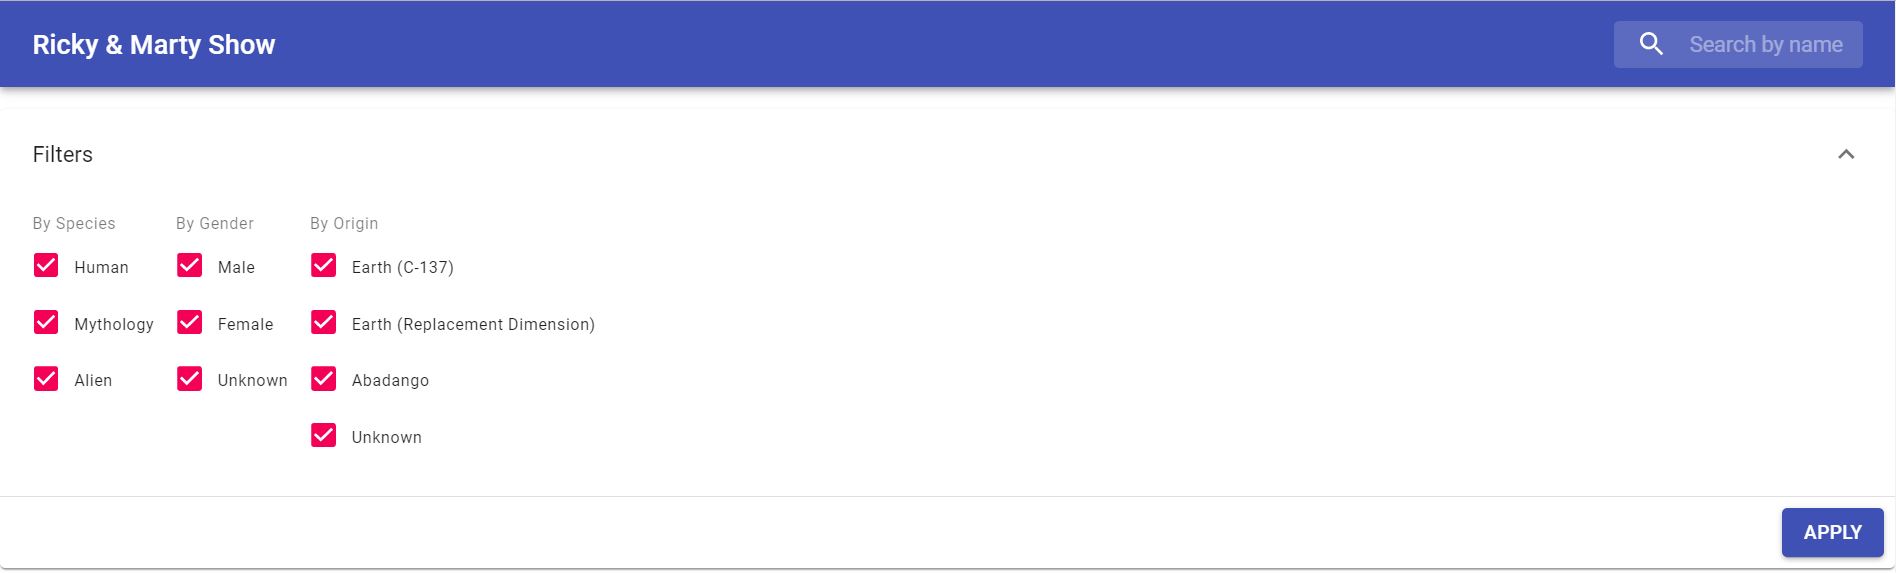 Ricky & Marty Show
Search by name
Filters
By Species
By Gender
By Origin
Human
Male
Earth (C-137)
Mythology
Female
Earth (Replacement Dimension)
Alien
Unknown
Abadango
Unknown
APPLY